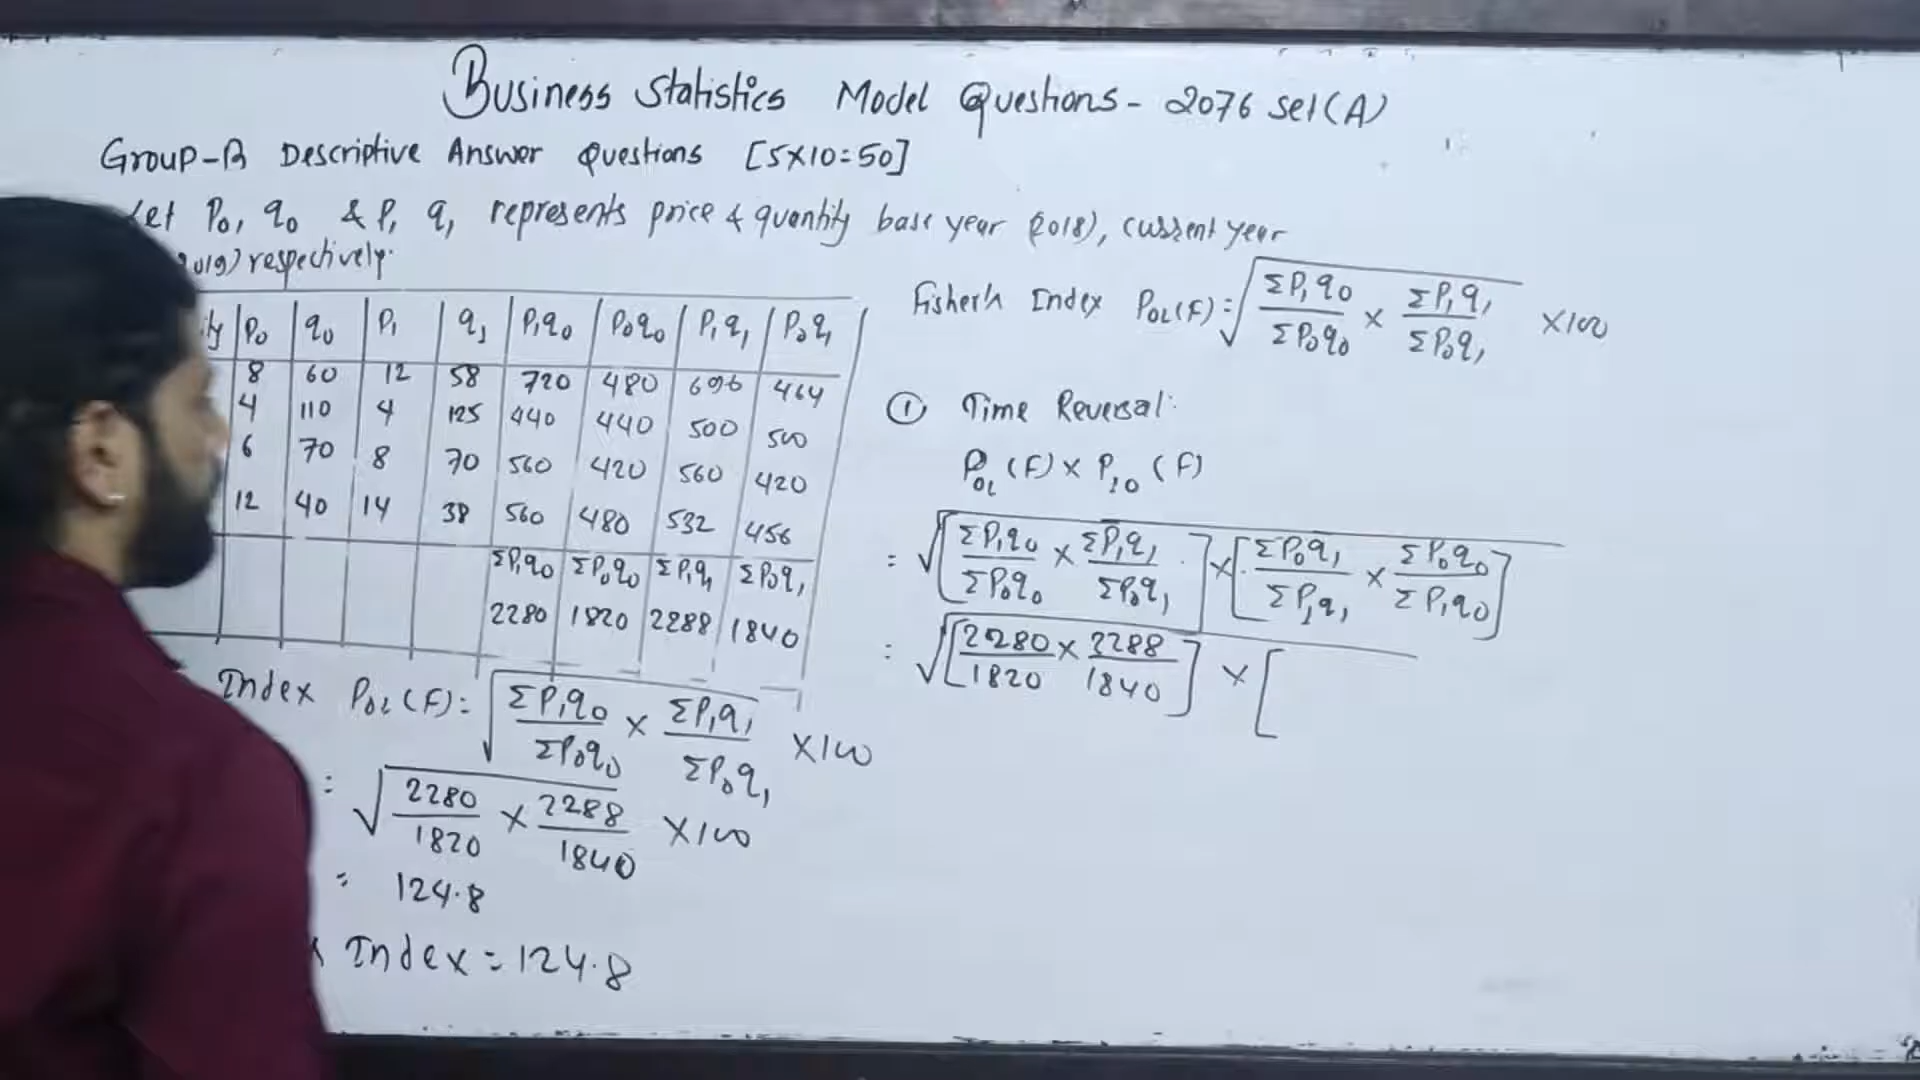 Business Statistics Model Questions - 2076 Set (A)
Group-B Descriptive Answer Questions [5×10=50]
Let P₀, q₀ & P₁ q₁ represents price & quantity base year (2018), current year
2019) respectively.
P₀ q₀ P₁ q₁ P₁q₀ P₀q₀ P₁q₁ P₀q₁
8 60 12 58 720 480 696 464
4 110 4 125 440 440 500 500
6 70 8 70 560 420 560 420
12 40 14 38 560 480 532 456
ΣP₁q₀ ΣP₀q₀ ΣP₁q₁ ΣP₀q₁
2280 1820 2288 1840
Index P₀₁(F) = √(ΣP₁q₀/ΣP₀q₀ × ΣP₁q₁/ΣP₀q₁) ×100
= √(2280/1820 × 2288/1840) ×100
= 124.8
Index = 124.8
Fisher's Index P₀₁(F) = √(ΣP₁q₀/ΣP₀q₀ × ΣP₁q₁/ΣP₀q₁) ×100
① Time Reversal:
P₀₁(F) × P₁₀(F)
= √[ΣP₁q₀/ΣP₀q₀ × ΣP₁q₁/ΣP₀q₁] × [ΣP₀q₁/ΣP₁q₁ × ΣP₀q₀/ΣP₁q₀]
= √[2280/1820 × 2288/1840] × [